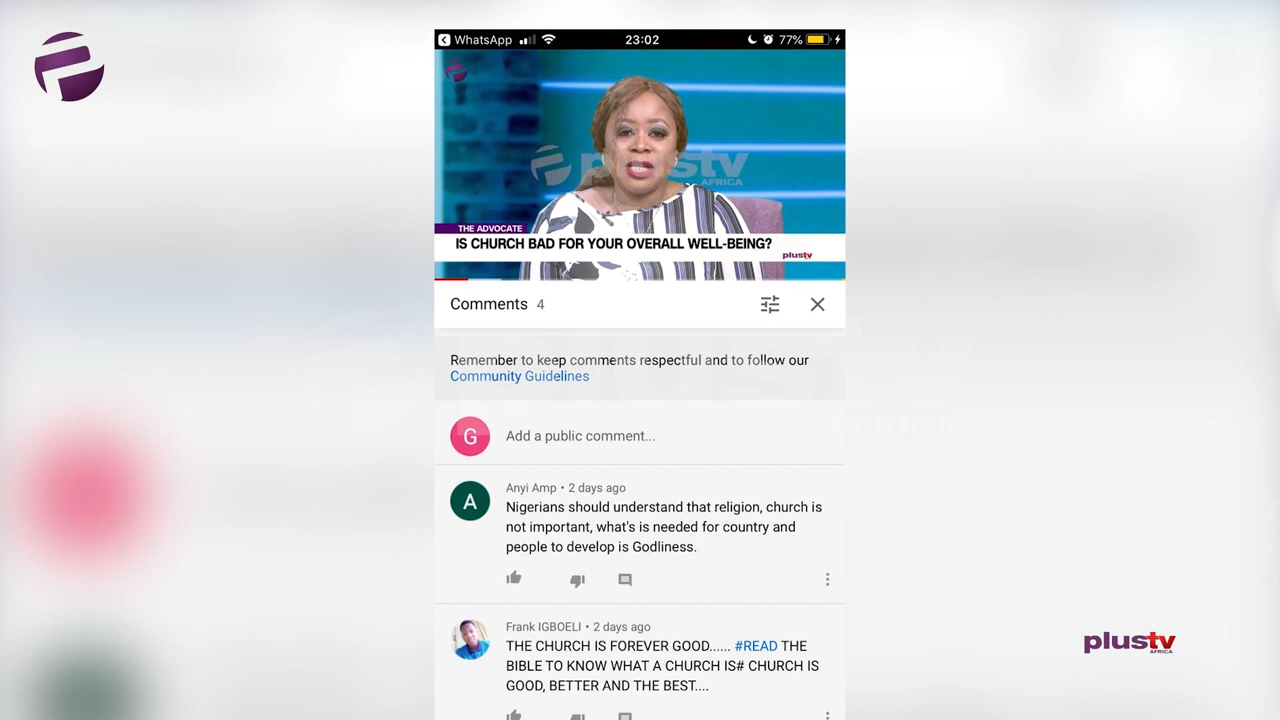 WhatsApp 23:02 77%
plustv
AFRICA
THE ADVOCATE
IS CHURCH BAD FOR YOUR OVERALL WELL-BEING?
plustv
Comments 4
Remember to keep comments respectful and to follow our
Community Guidelines
G Add a public comment...
Anyi Amp • 2 days ago
A
Nigerians should understand that religion, church is
not important, what's is needed for country and
people to develop is Godliness.
Frank IGBOELI • 2 days ago
THE CHURCH IS FOREVER GOOD...... #READ THE
BIBLE TO KNOW WHAT A CHURCH IS# CHURCH IS
GOOD, BETTER AND THE BEST....
plustv
AFRICA
AFRICA